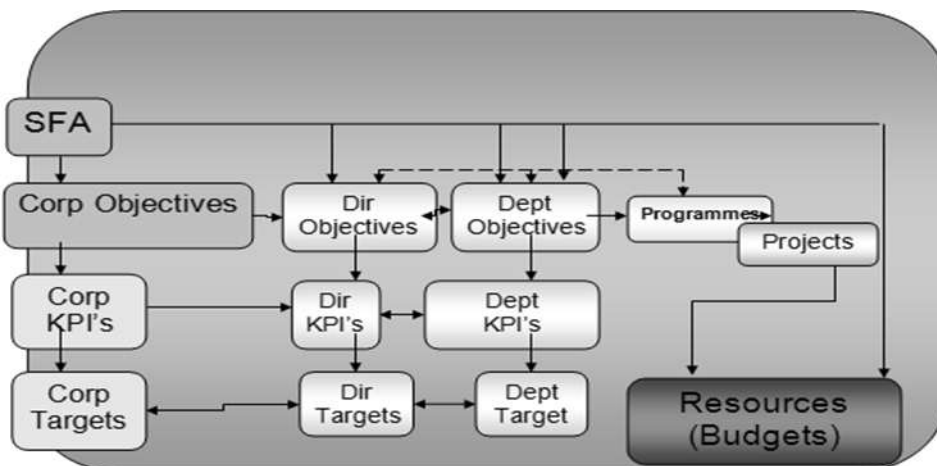 SFA
Corp Objectives
Dir
Objectives
Dept
Objectives
Programmes
Projects
Corp
KPI's
Dir
KPI's
Dept
KPI's
Corp
Targets
Dir
Targets
Dept
Target
Resources
(Budgets)